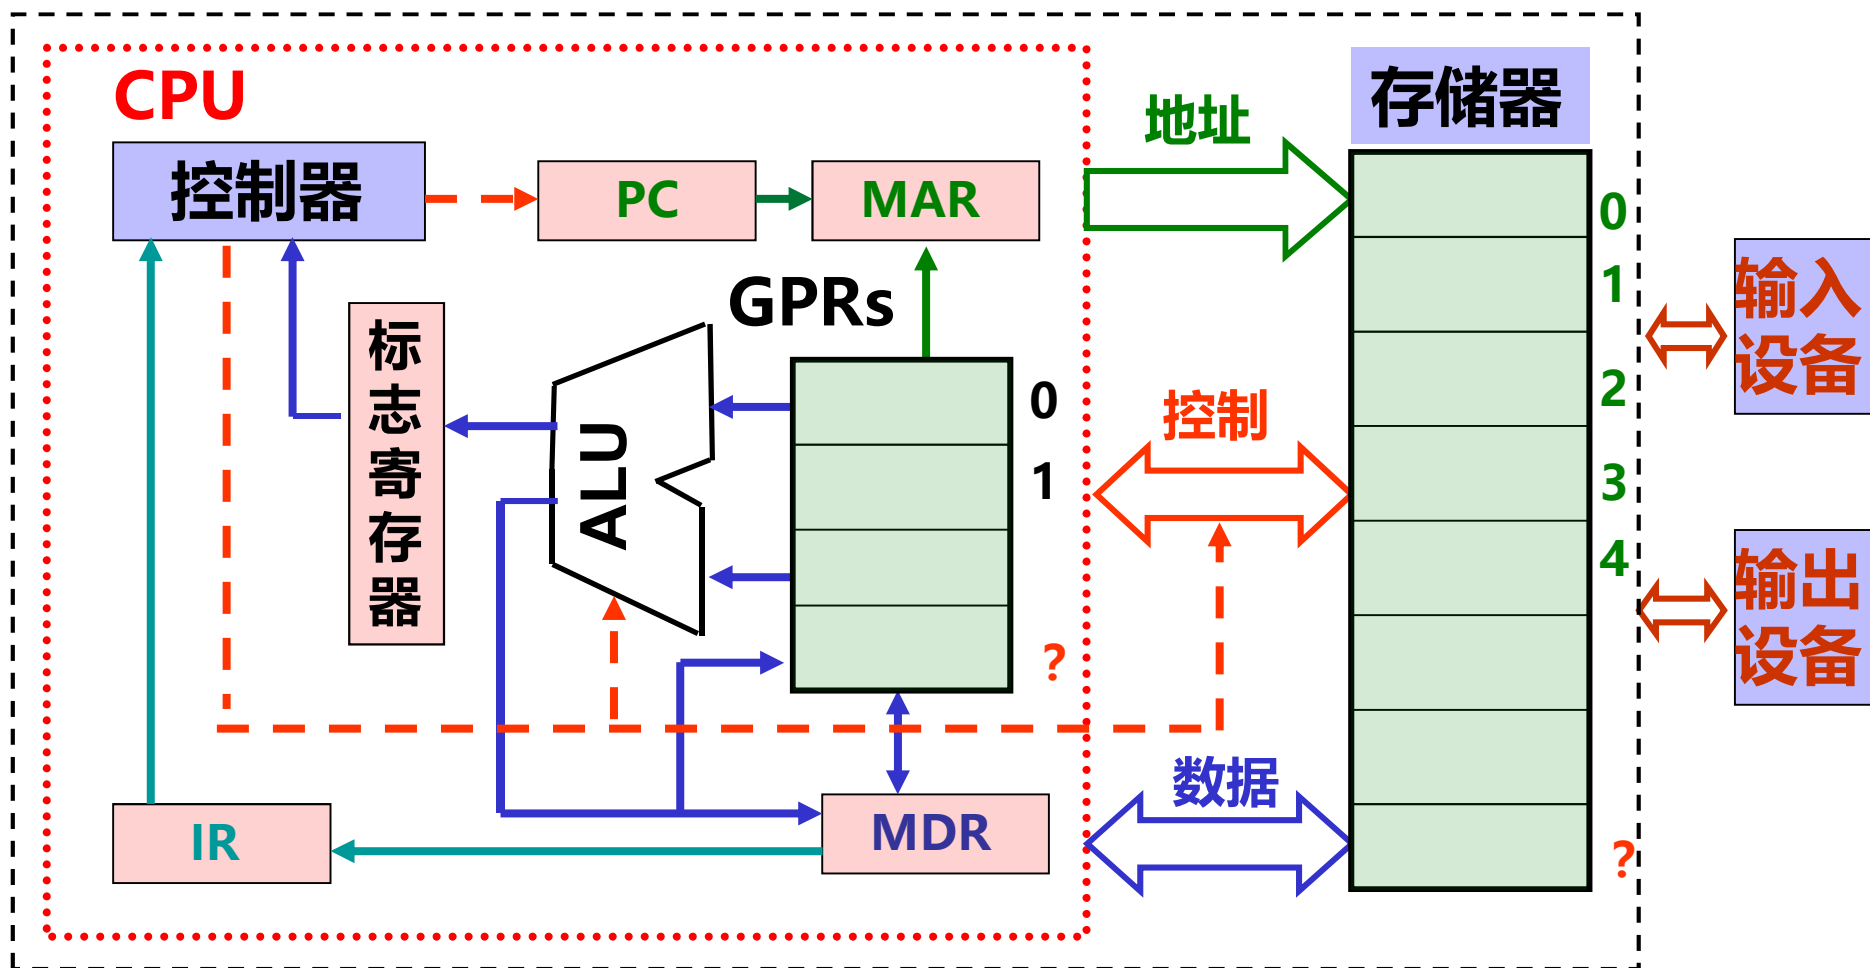 CPU
控制器
PC
MAR
地址
存储器
0
1
2
3
4
?
输入
设备
输出
设备
GPRs
0
1
?
标
志
寄
存
器
ALU
控制
数据
IR
MDR